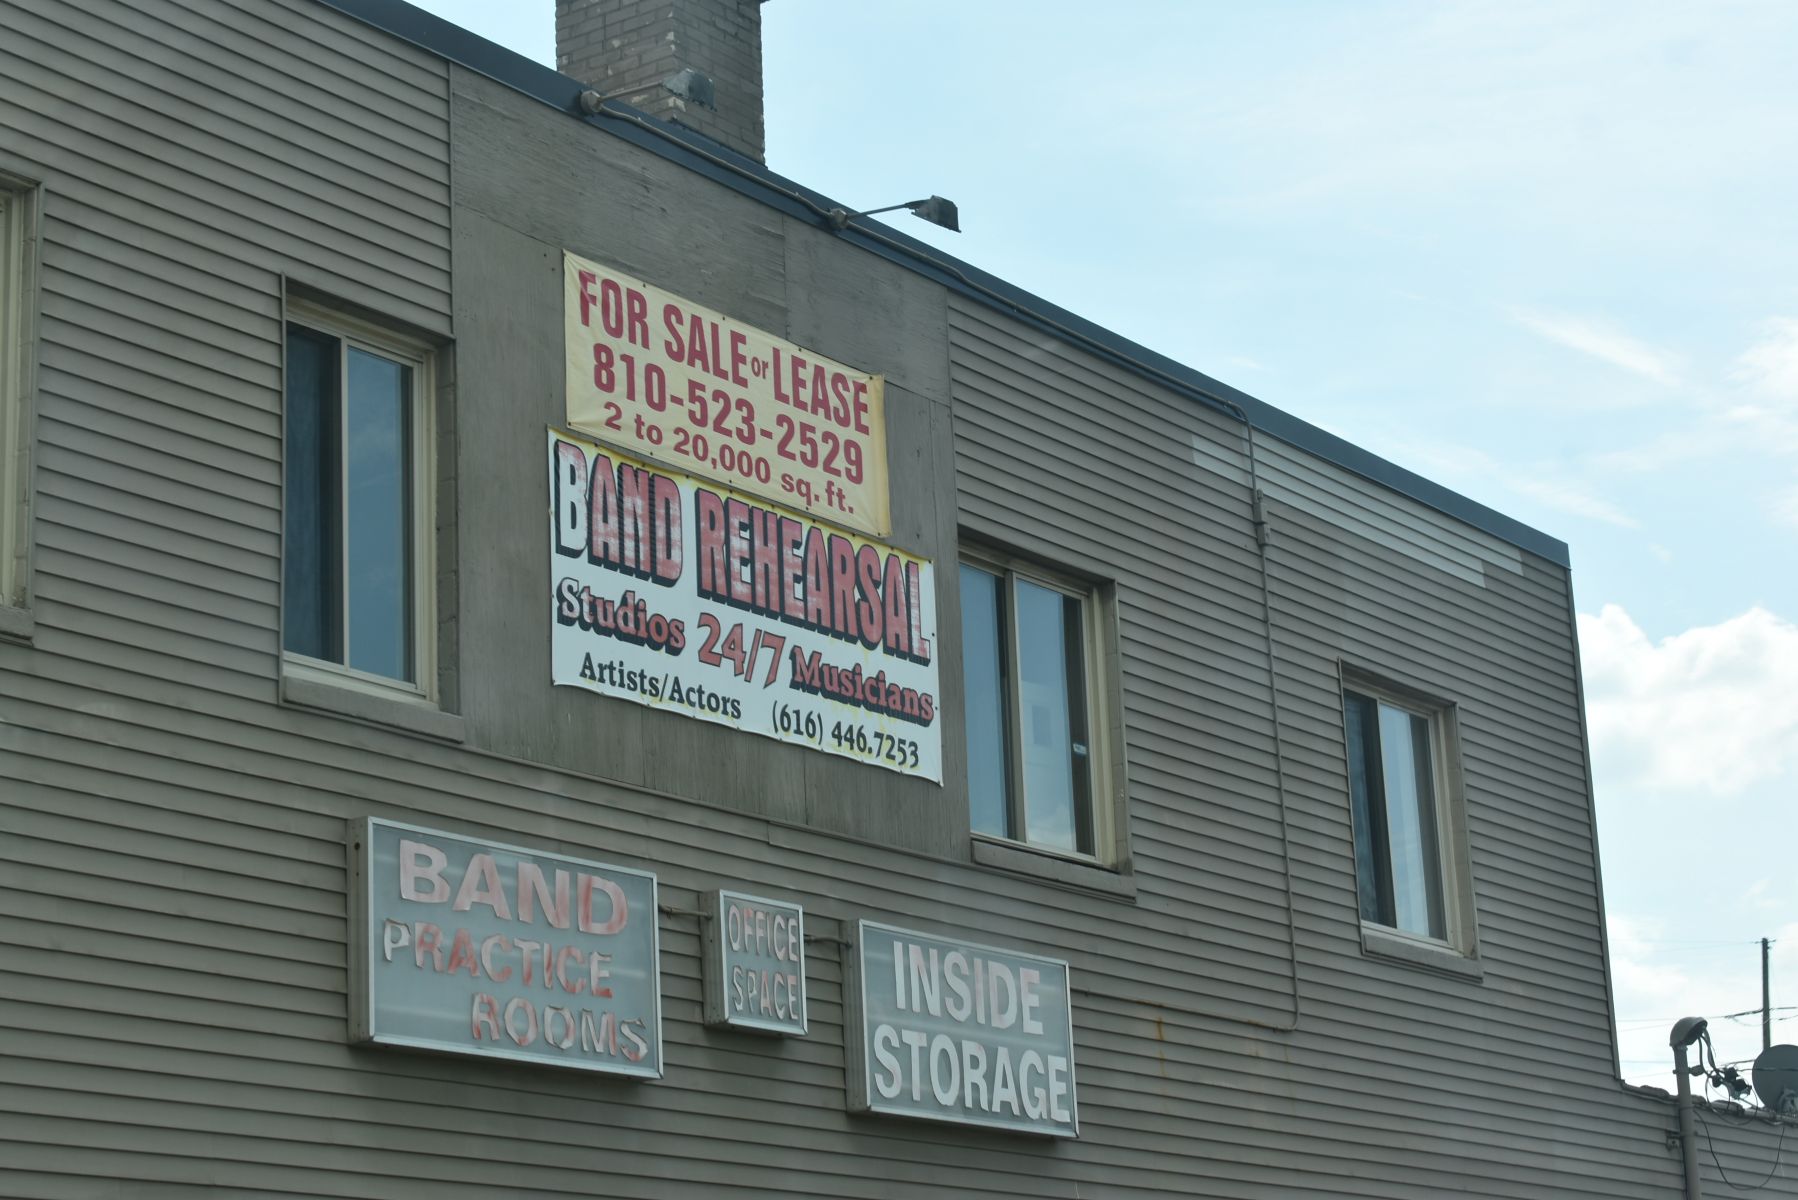 FOR SALE or LEASE
810-523-2529
2 to 20,000 sq. ft.
BAND REHEARSAL
Studios 24/7 Musicians
Artists/Actors (616) 446.7253
BAND
PRACTICE
ROOMS
OFFICE
SPACE
INSIDE
STORAGE